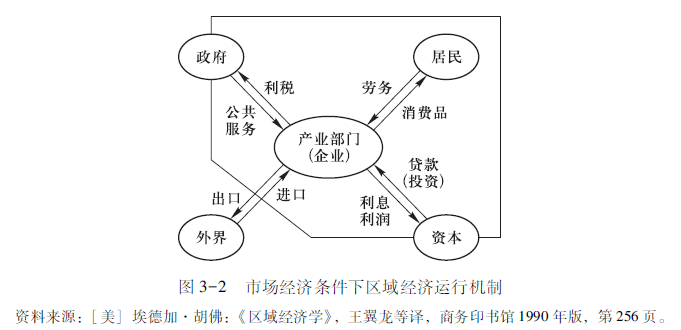 政府
居民
利税
劳务
公共
服务
消费品
产业部门
(企业)
贷款
(投资)
出口
进口
利息
利润
外界
资本
图 3-2 市场经济条件下区域经济运行机制
资料来源:[美] 埃德加·胡佛:《区域经济学》,王翼龙等译,商务印书馆 1990 年版,第 256 页。